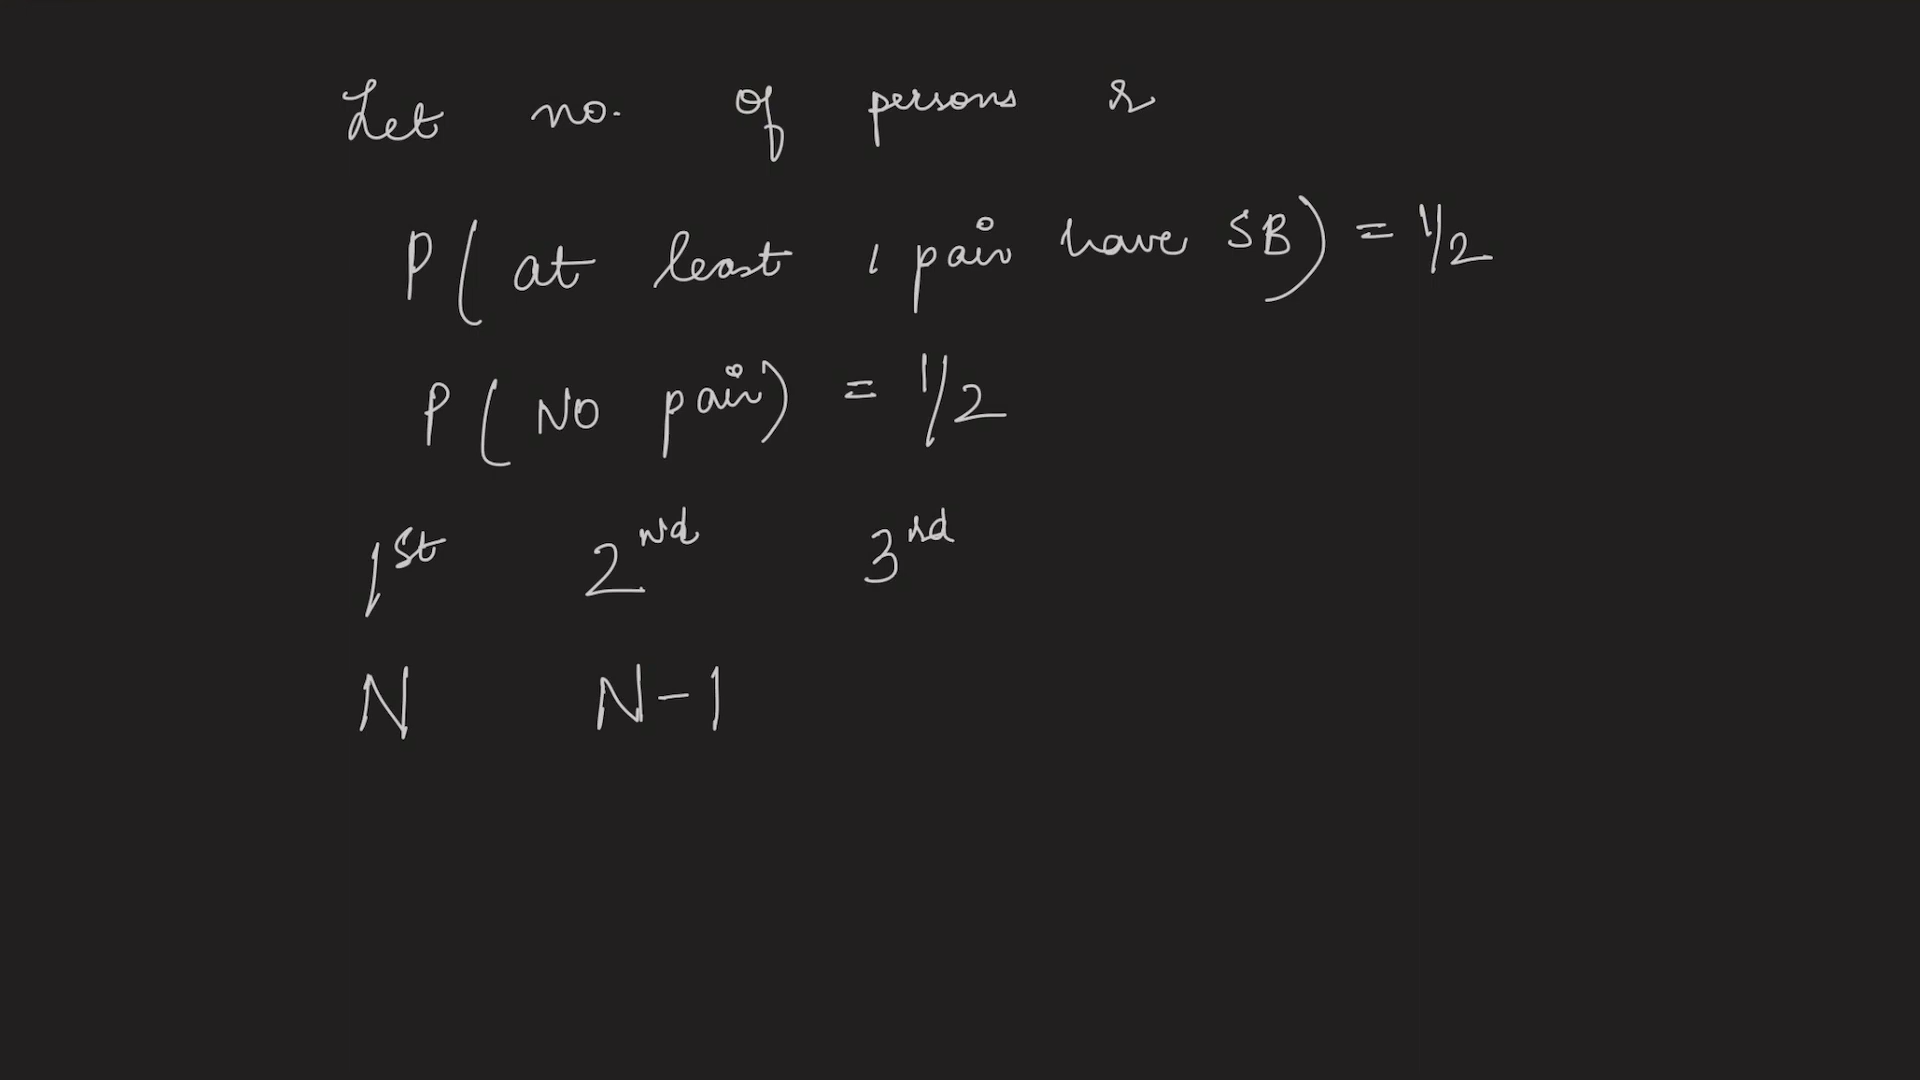 Let no. of persons r
P( at least 1 pair have SB) = 1/2
P( NO pair) = 1/2
1st 2nd 3rd
N N-1